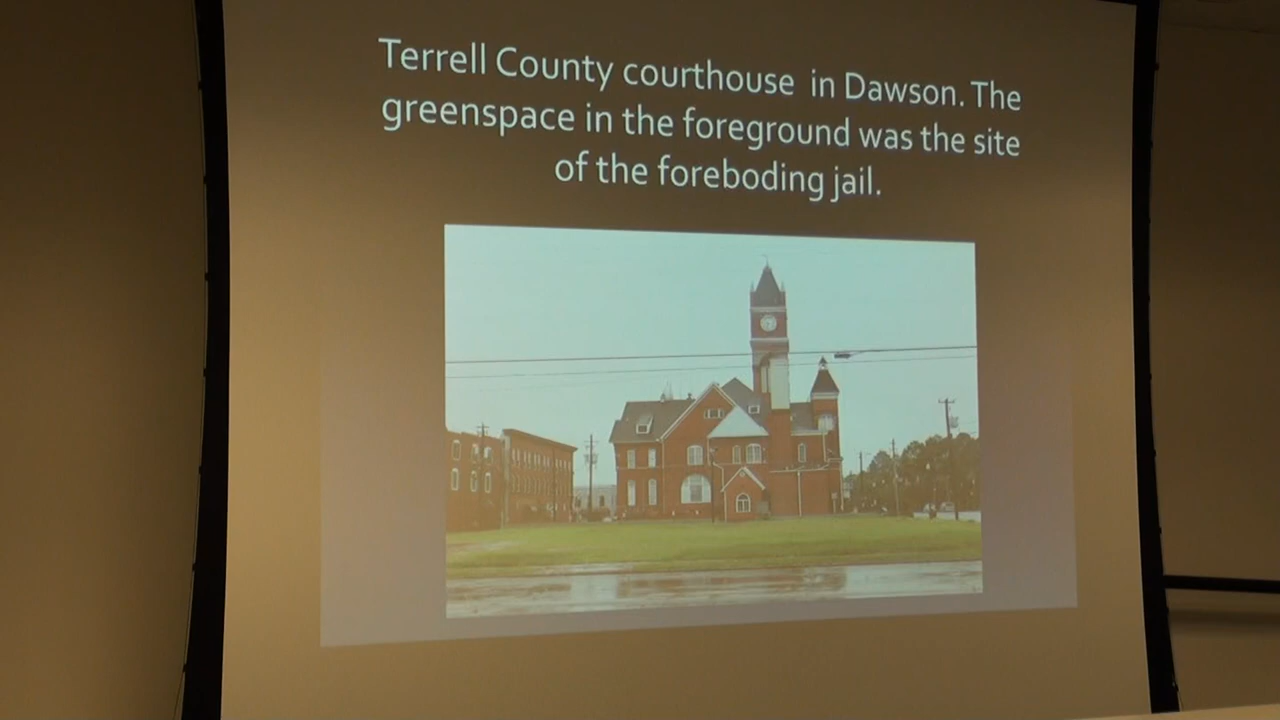 Terrell County courthouse in Dawson. The
greenspace in the foreground was the site
of the foreboding jail.